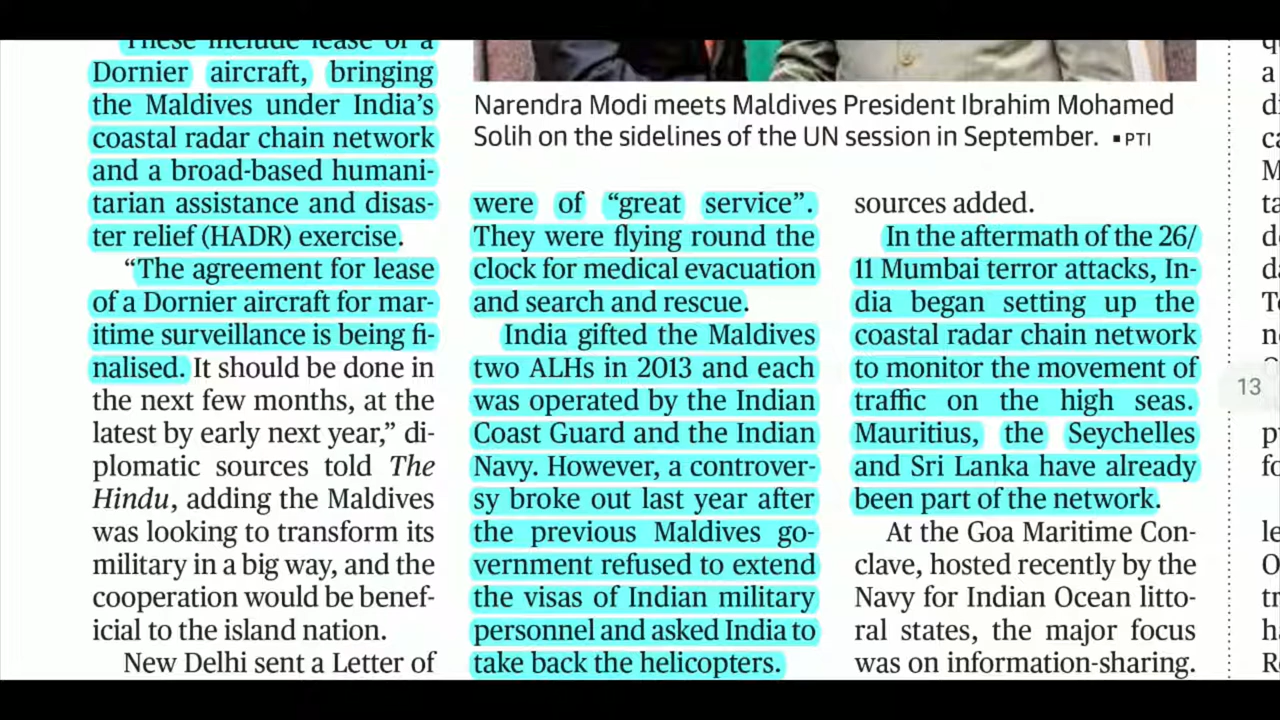 These include lease of a
Dornier aircraft, bringing
the Maldives under India's
coastal radar chain network
and a broad-based humani-
tarian assistance and disas-
ter relief (HADR) exercise.
“The agreement for lease
of a Dornier aircraft for mar-
itime surveillance is being fi-
nalised. It should be done in
the next few months, at the
latest by early next year,” di-
plomatic sources told The
Hindu, adding the Maldives
was looking to transform its
military in a big way, and the
cooperation would be benef-
icial to the island nation.
New Delhi sent a Letter of
Narendra Modi meets Maldives President Ibrahim Mohamed
Solih on the sidelines of the UN session in September. ▪PTI
were of “great service”.
They were flying round the
clock for medical evacuation
and search and rescue.
India gifted the Maldives
two ALHs in 2013 and each
was operated by the Indian
Coast Guard and the Indian
Navy. However, a controver-
sy broke out last year after
the previous Maldives go-
vernment refused to extend
the visas of Indian military
personnel and asked India to
take back the helicopters.
sources added.
In the aftermath of the 26/
11 Mumbai terror attacks, In-
dia began setting up the
coastal radar chain network
to monitor the movement of
traffic on the high seas.
Mauritius, the Seychelles
and Sri Lanka have already
been part of the network.
At the Goa Maritime Con-
clave, hosted recently by the
Navy for Indian Ocean litto-
ral states, the major focus
was on information-sharing.
13